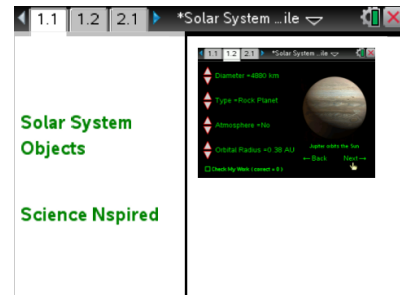 1.1 1.2 2.1 *Solar System ...ile
Solar System
Objects
Science Nspired
1.1 1.2 2.1 *Solar System ...ile
Diameter =4880 km
Type =Rock Planet
Atmosphere =No
Orbital Radius =0.38 AU
Jupiter orbits the Sun.
←Back Next→
Check My Work ( correct = 0 )